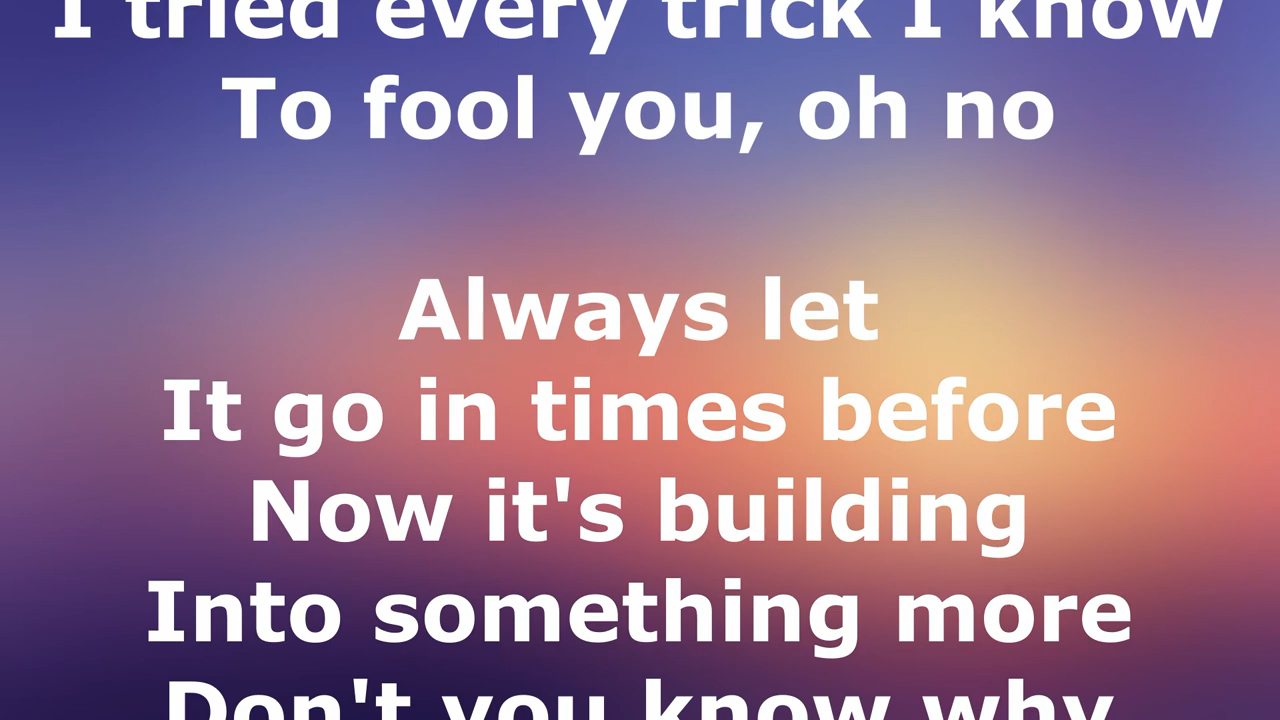 I tried every trick I know
To fool you, oh no
Always let
It go in times before
Now it's building
Into something more
Don't you know why